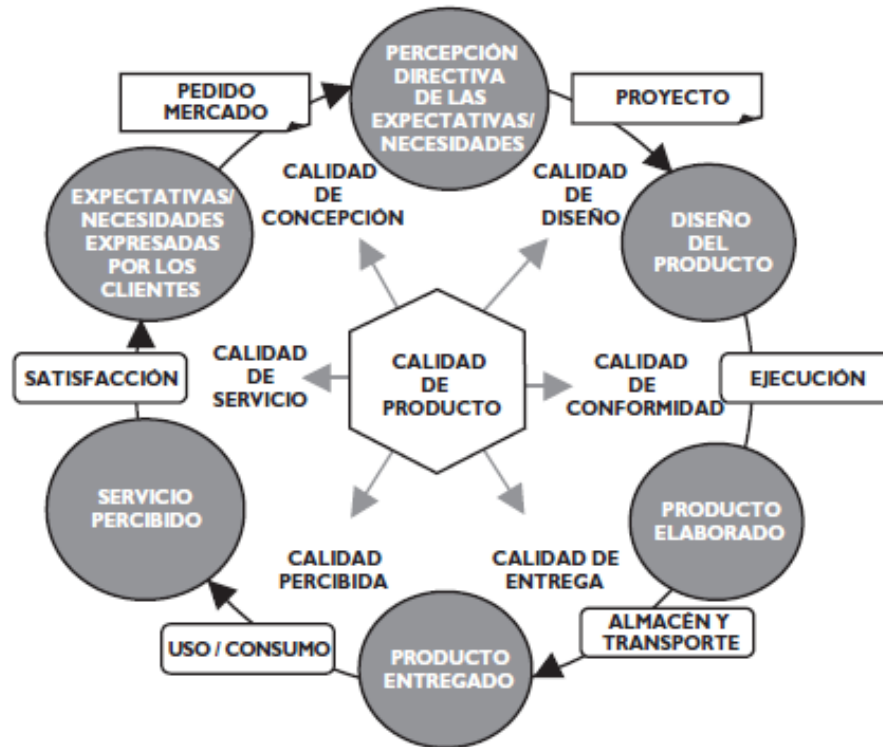 PERCEPCIÓN
DIRECTIVA
DE LAS
EXPECTATIVAS/
NECESIDADES
PEDIDO
MERCADO
PROYECTO
CALIDAD
DE
CONCEPCIÓN
CALIDAD
DE
DISEÑO
EXPECTATIVAS/
NECESIDADES
EXPRESADAS
POR LOS
CLIENTES
DISEÑO
DEL
PRODUCTO
SATISFACCIÓN
CALIDAD
DE
SERVICIO
CALIDAD
DE
PRODUCTO
CALIDAD
DE
CONFORMIDAD
EJECUCIÓN
SERVICIO
PERCIBIDO
PRODUCTO
ELABORADO
CALIDAD
PERCIBIDA
CALIDAD DE
ENTREGA
USO / CONSUMO
PRODUCTO
ENTREGADO
ALMACÉN Y
TRANSPORTE